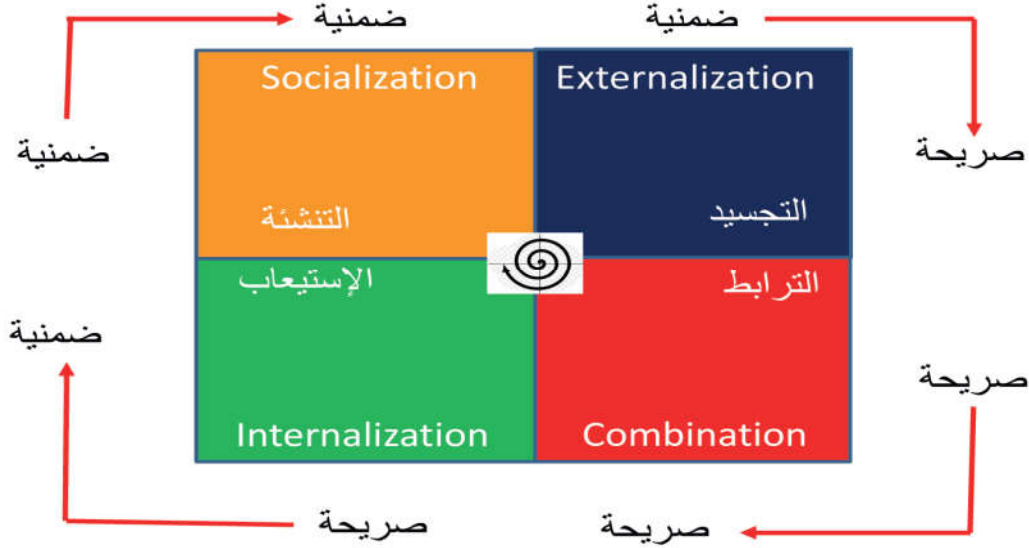 ضمنية
ضمنية
ضمنية
صريحة
Socialization
Externalization
التنشئة
التجسيد
الإستيعاب
الترابط
ضمنية
صريحة
Internalization
Combination
صريحة
صريحة